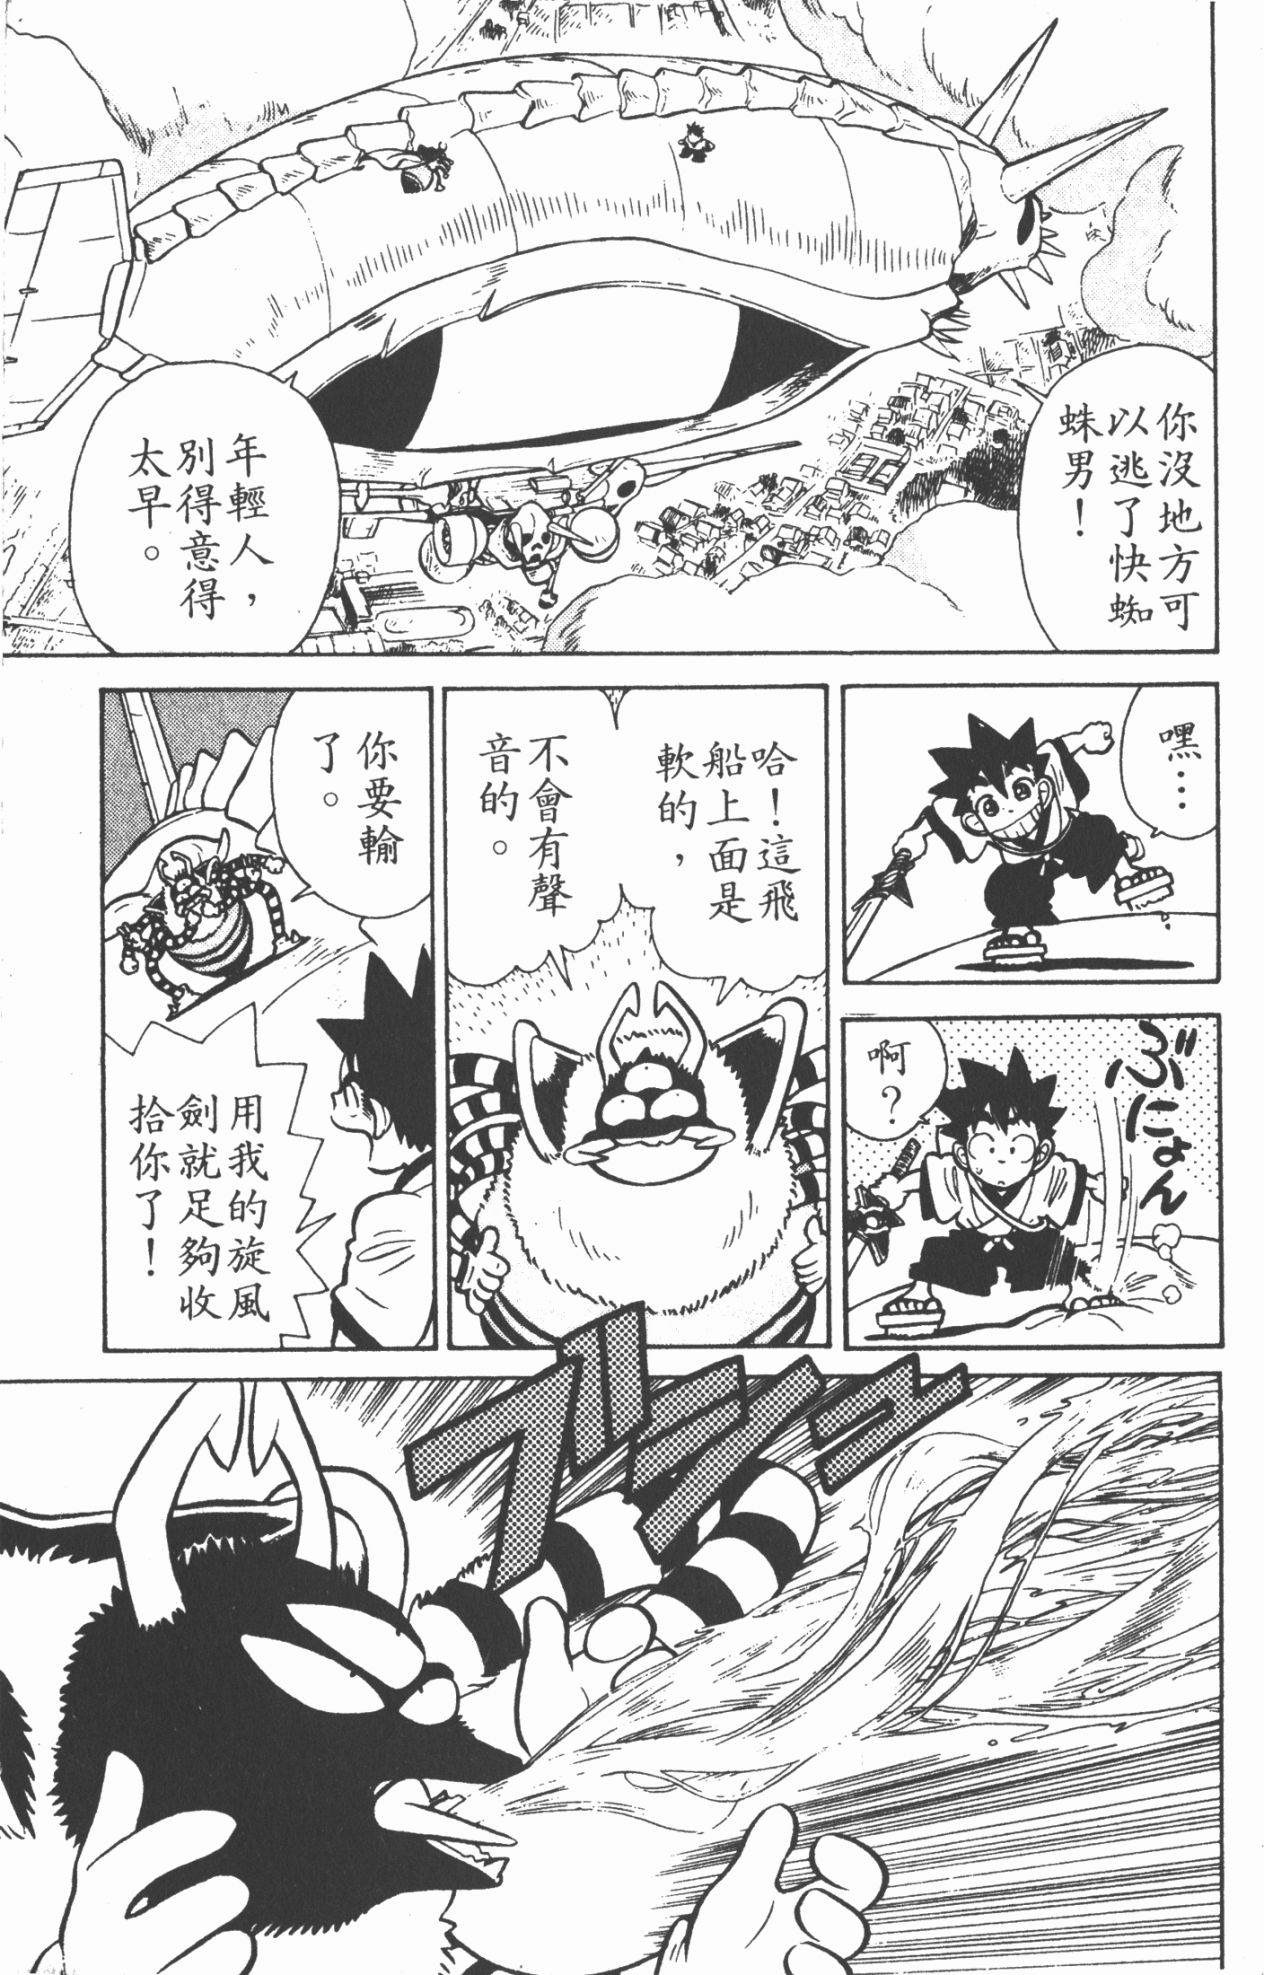 你沒地方可
以逃了快蜘
蛛男！
年輕人，
別得意得
太早。
嘿…
ぶにょん
啊？
哈！這飛
船上面是
軟的，
不會有聲
音的。
你要輸
了。
用我的旋風
劍就足夠收
拾你了！
ブシュー